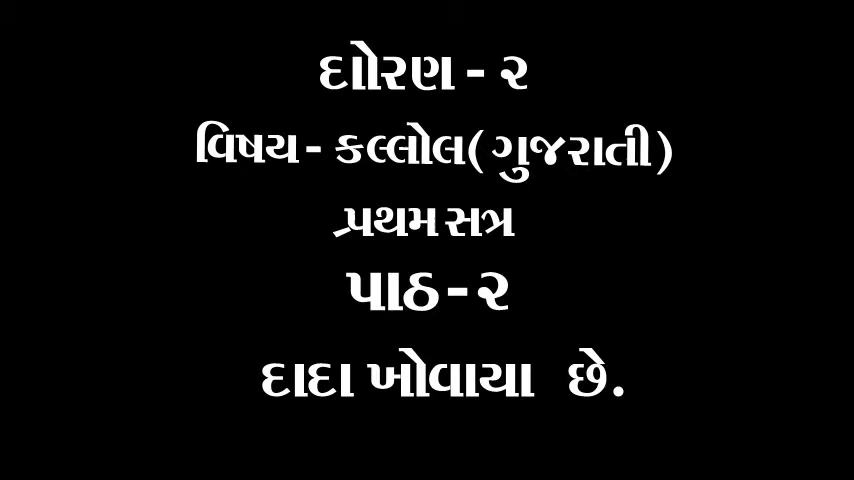 દાોરણ - ૨
વિષય - કલ્લોલ( ગુજરાતી )
પ્રથમ સત્ર
પાઠ - ૨
દાદા ખોવાયા છે.